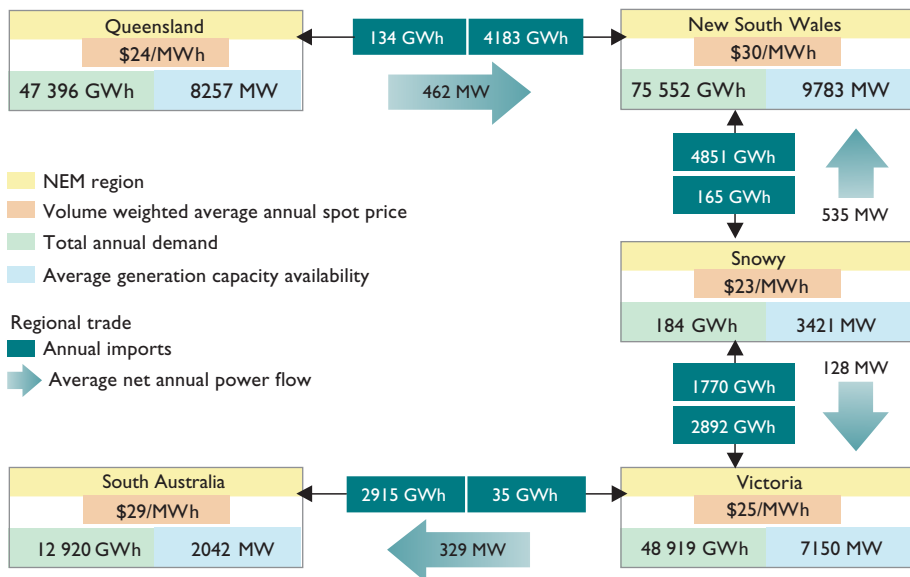 Queensland
$24/MWh
47 396 GWh 8257 MW
134 GWh 4183 GWh
462 MW
New South Wales
$30/MWh
75 552 GWh 9783 MW
4851 GWh
165 GWh
535 MW
NEM region
Volume weighted average annual spot price
Total annual demand
Average generation capacity availability
Regional trade
Annual imports
Average net annual power flow
Snowy
$23/MWh
184 GWh 3421 MW
1770 GWh
2892 GWh
128 MW
South Australia
$29/MWh
12 920 GWh 2042 MW
2915 GWh 35 GWh
329 MW
Victoria
$25/MWh
48 919 GWh 7150 MW